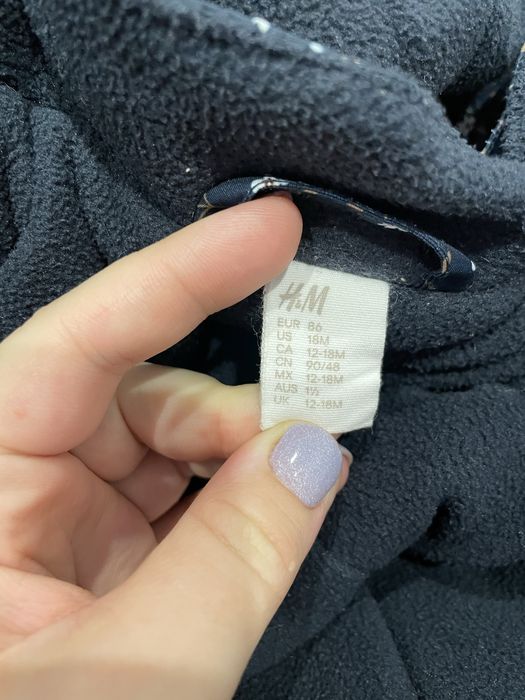 H&M
EUR 86
US 18M
CA 12-18M
CN 90/48
MX 12-18M
AUS 1½
UK 12-18M